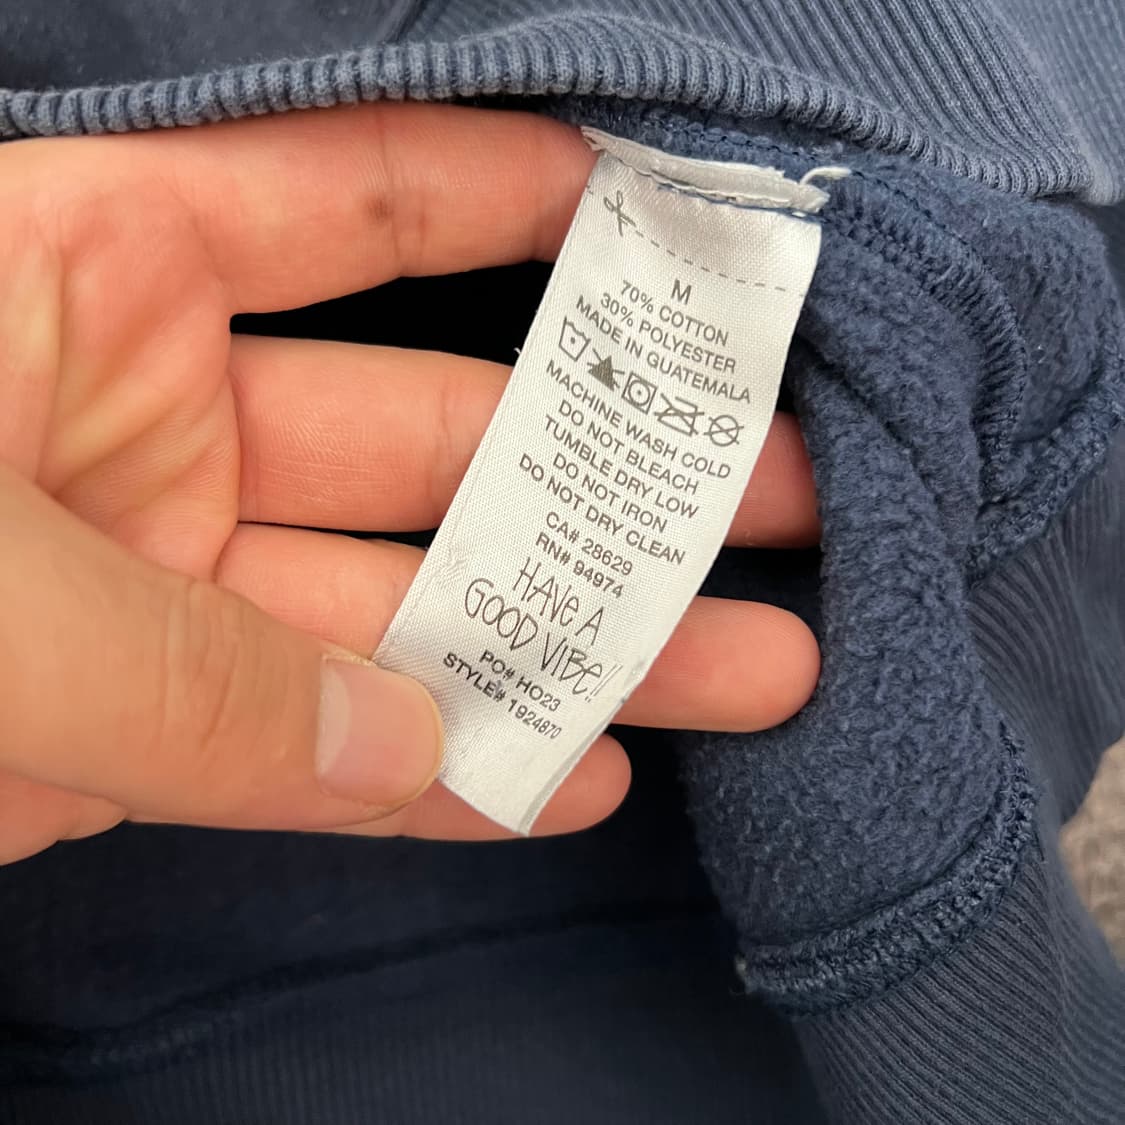 M
70% COTTON
30% POLYESTER
MADE IN GUATEMALA
MACHINE WASH COLD
DO NOT BLEACH
TUMBLE DRY LOW
DO NOT IRON
DO NOT DRY CLEAN
CA# 28629
RN# 94974
HAVe A
GOOD VIBe!!
PO# HO23
STYLE# 1924870